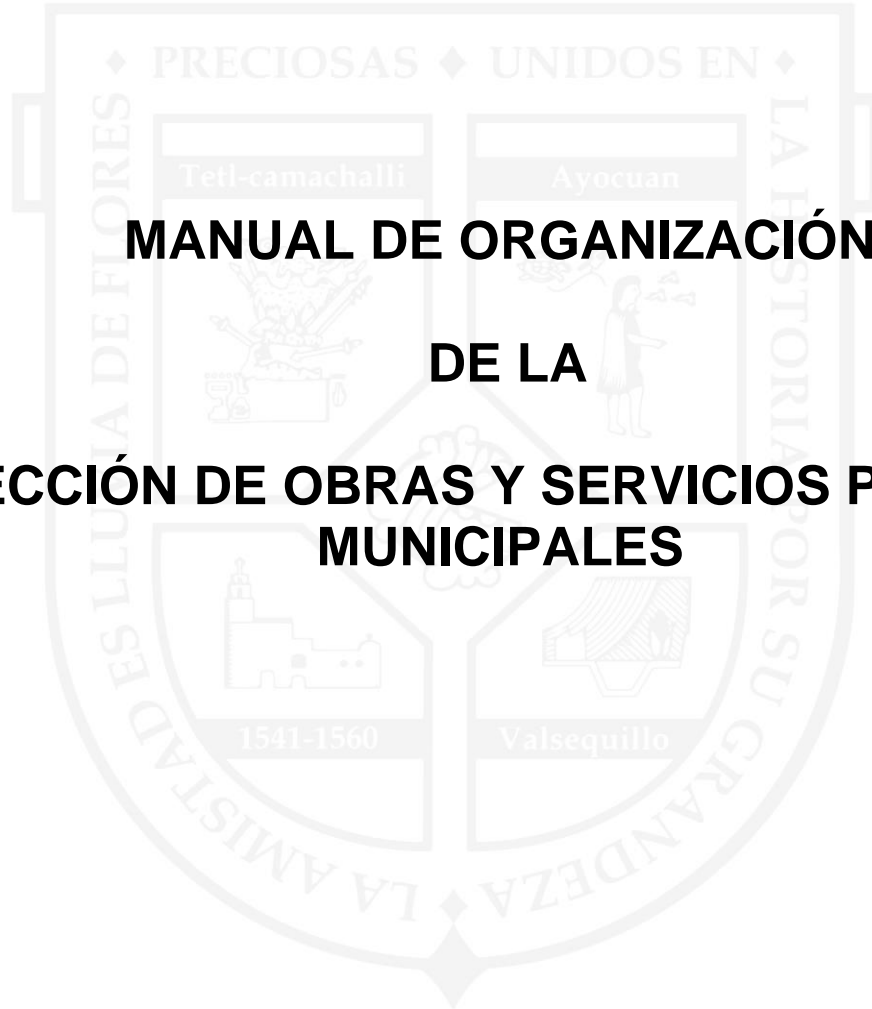 PRECIOSAS ♦ UNIDOS EN
LA HISTORIA POR SU GRANDEZA
LA AMISTAD ES LLUVIA DE FLORES
Tetl-camachalli
Ayocuan
MANUAL DE ORGANIZACIÓN
DE LA
ECCIÓN DE OBRAS Y SERVICIOS P
MUNICIPALES
1541-1560
Valsequillo